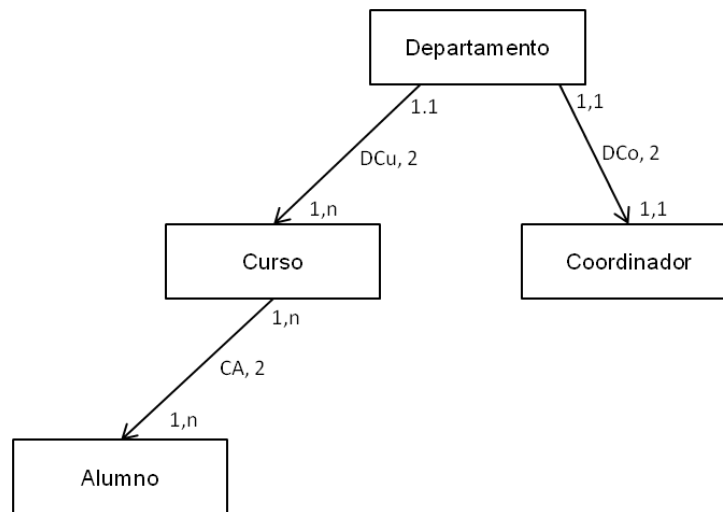 Departamento
1.1
1,1
DCu, 2
DCo, 2
1,n
1,1
Curso
Coordinador
1,n
CA, 2
1,n
Alumno